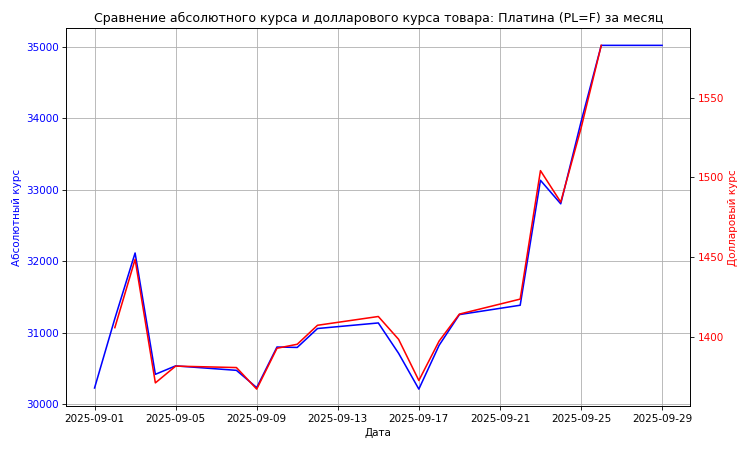 Сравнение абсолютного курса и долларового курса товара: Платина (PL=F) за месяц
35000
34000
33000
32000
31000
30000
Абсолютный курс
1550
1500
1450
1400
Долларовый курс
2025-09-01 2025-09-05 2025-09-09 2025-09-13 2025-09-17 2025-09-21 2025-09-25 2025-09-29
Дата